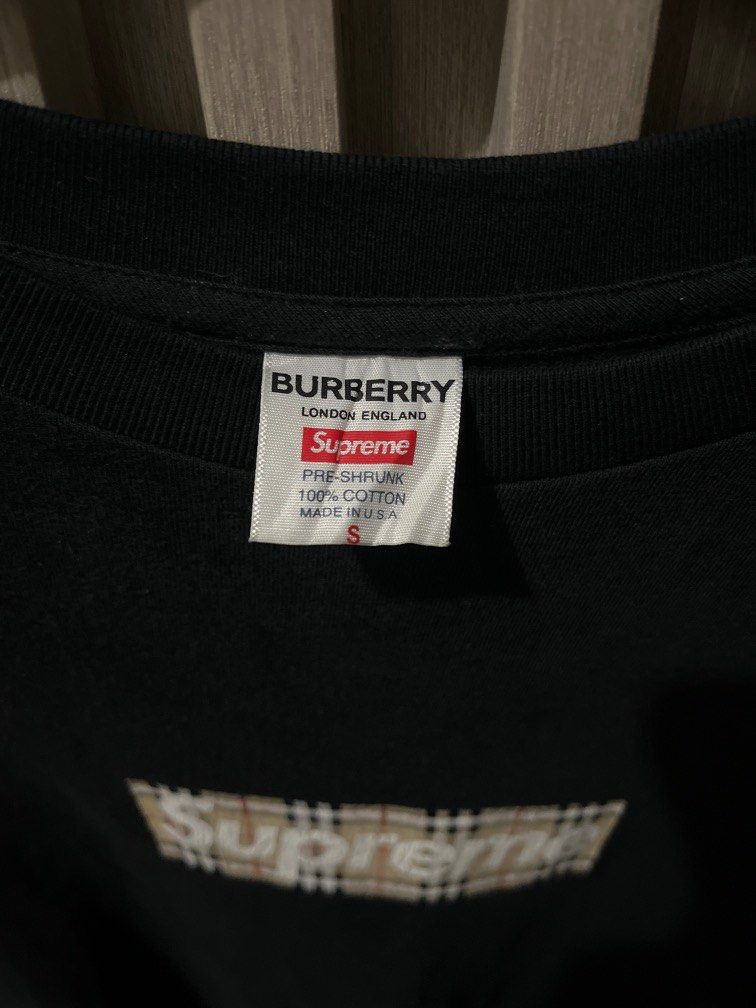 BURBERRY
LONDON ENGLAND
Supreme
PRE-SHRUNK
100% COTTON
MADE IN U.S.A
S
Supreme